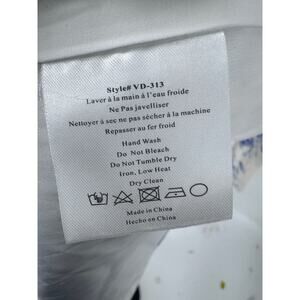 Style# VD-313
Laver à la main à l'eau froide
Ne Pas javelliser
Nettoyer à sec ne pas sécher à la machine
Repasser au fer froid
Hand Wash
Do Not Bleach
Do Not Tumble Dry
Iron, Low Heat
Dry Clean
Made in China
Hecho en China